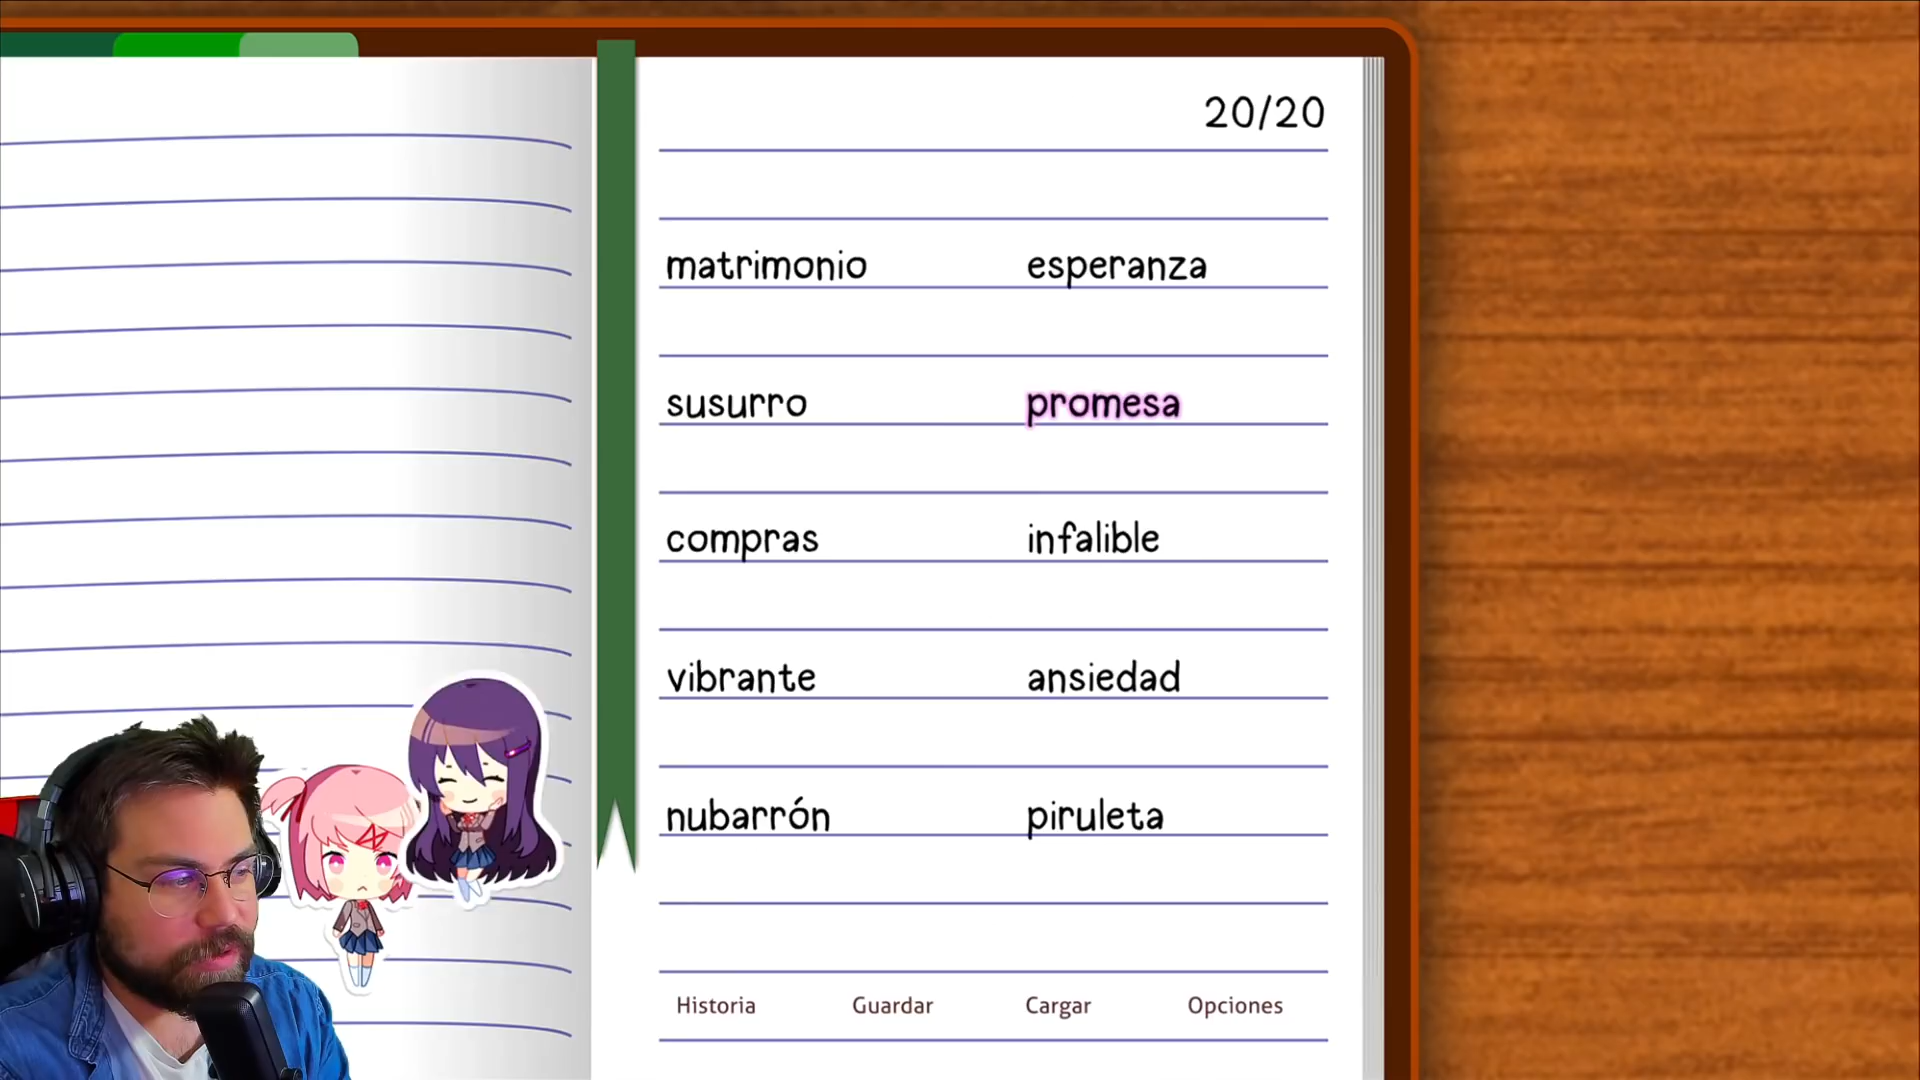 20/20
matrimonio esperanza
susurro promesa
compras infalible
vibrante ansiedad
nubarrón piruleta
Historia Guardar Cargar Opciones